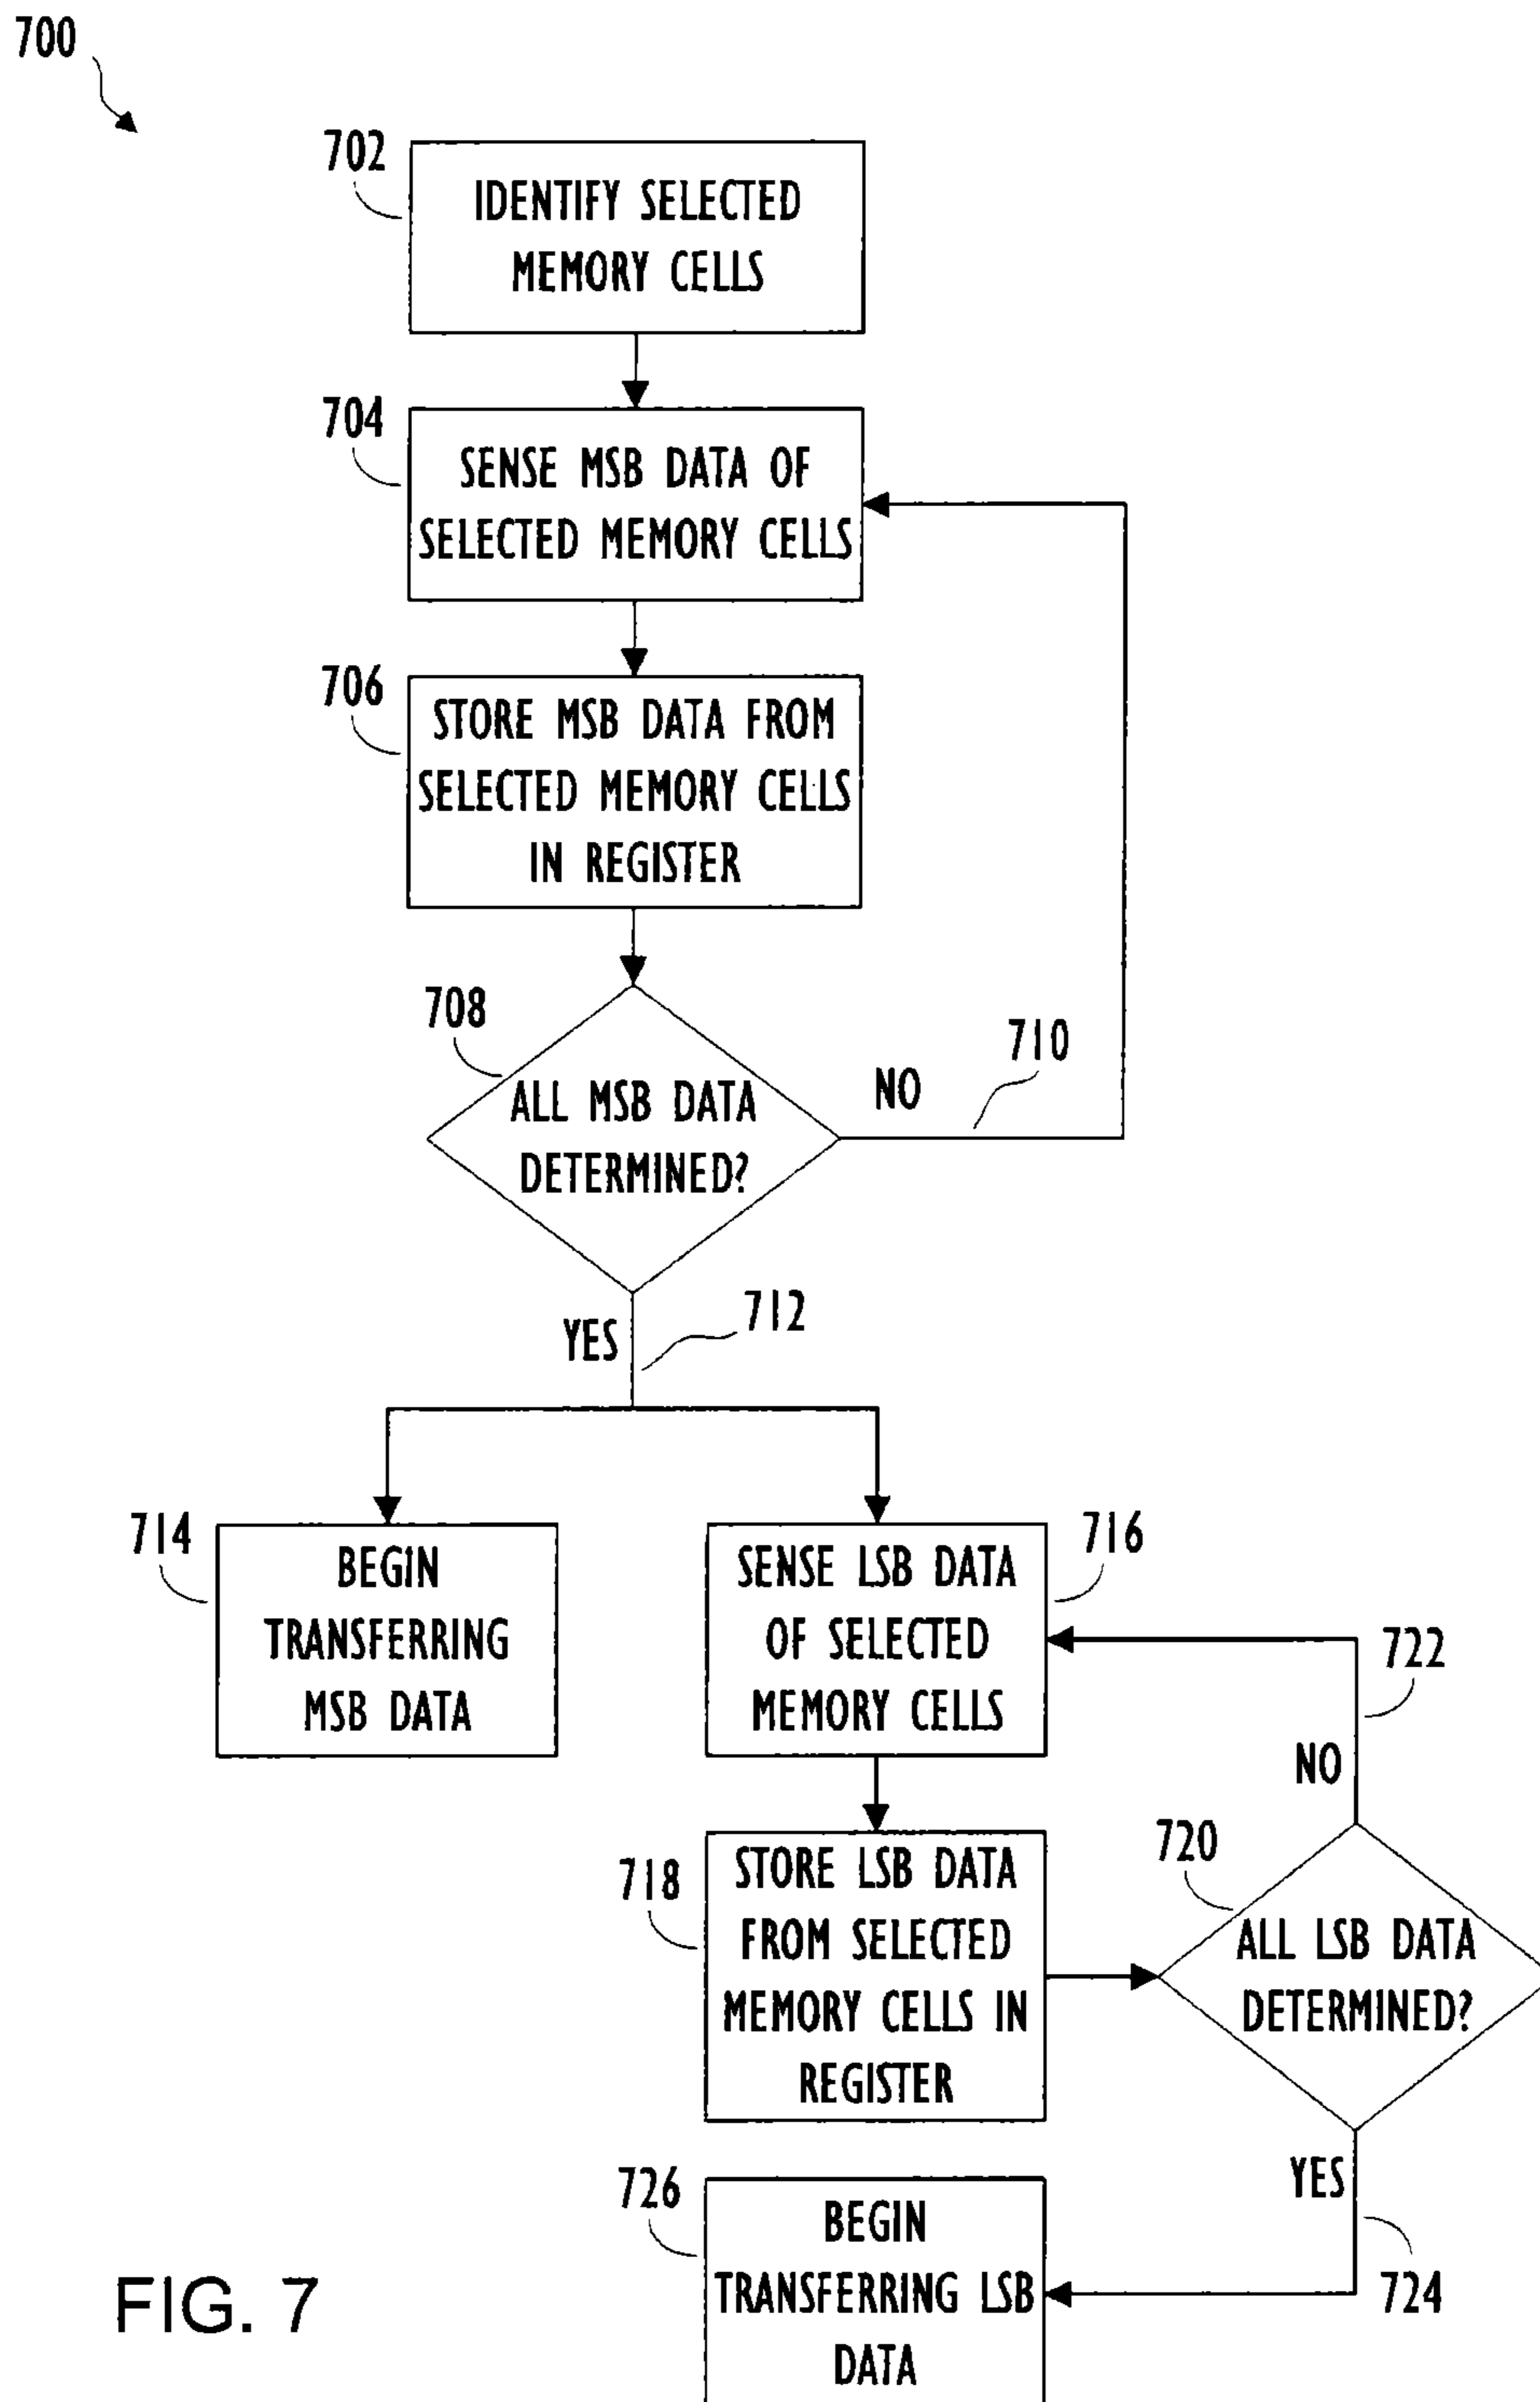 700
702
IDENTIFY SELECTED
MEMORY CELLS
704
SENSE MSB DATA OF
SELECTED MEMORY CELLS
706
STORE MSB DATA FROM
SELECTED MEMORY CELLS
IN REGISTER
708
ALL MSB DATA
DETERMINED?
NO
710
YES
712
714
BEGIN
TRANSFERRING
MSB DATA
SENSE LSB DATA
OF SELECTED
MEMORY CELLS
716
718
STORE LSB DATA
FROM SELECTED
MEMORY CELLS IN
REGISTER
720
ALL LSB DATA
DETERMINED?
722
NO
YES
724
726
BEGIN
TRANSFERRING LSB
DATA
FIG. 7